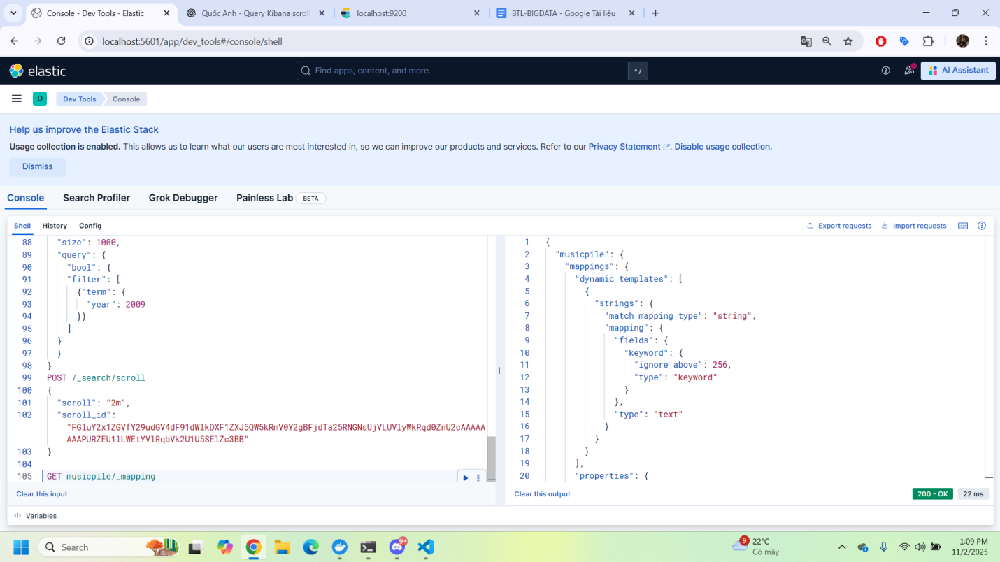 Console - Dev Tools - Elastic
Quốc Anh - Query Kibana scrol
localhost:9200
BTL-BIGDATA - Google Tài liệu
localhost:5601/app/dev_tools#/console/shell
elastic
Find apps, content, and more.
^/
AI Assistant
D
Dev Tools
Console
Help us improve the Elastic Stack
Usage collection is enabled. This allows us to learn what our users are most interested in, so we can improve our products and services. Refer to our Privacy Statement. Disable usage collection.
Dismiss
Console
Search Profiler
Grok Debugger
Painless Lab
BETA
Shell
History
Config
Export requests
Import requests
88 "size": 1000,
89 "query": {
90 "bool": {
91 "filter": [
92 {"term": {
93 "year": 2009
94 }}
95 ]
96 }
97 }
98 }
99 POST /_search/scroll
100 {
101 "scroll": "2m",
102 "scroll_id":
"FGluY2x1ZGVfY29udGV4dF91dWlkDXF1ZXJ5QW5kRmV0Y2gBFjdTa25RNGNsUjVLUVlyWkRqd0ZnU2cAAAAA
AAAPURZEU1lLWEtYVlRqbVk2U1U5SElZc3BB"
103 }
104
105 GET musicpile/_mapping
Clear this input
1 {
2 "musicpile": {
3 "mappings": {
4 "dynamic_templates": [
5 {
6 "strings": {
7 "match_mapping_type": "string",
8 "mapping": {
9 "fields": {
10 "keyword": {
11 "ignore_above": 256,
12 "type": "keyword"
13 }
14 },
15 "type": "text"
16 }
17 }
18 }
19 ],
20 "properties": {
Clear this output
200 - OK
22 ms
Variables
Search
9+
9
22°C
Có mây
1:09 PM
11/2/2025